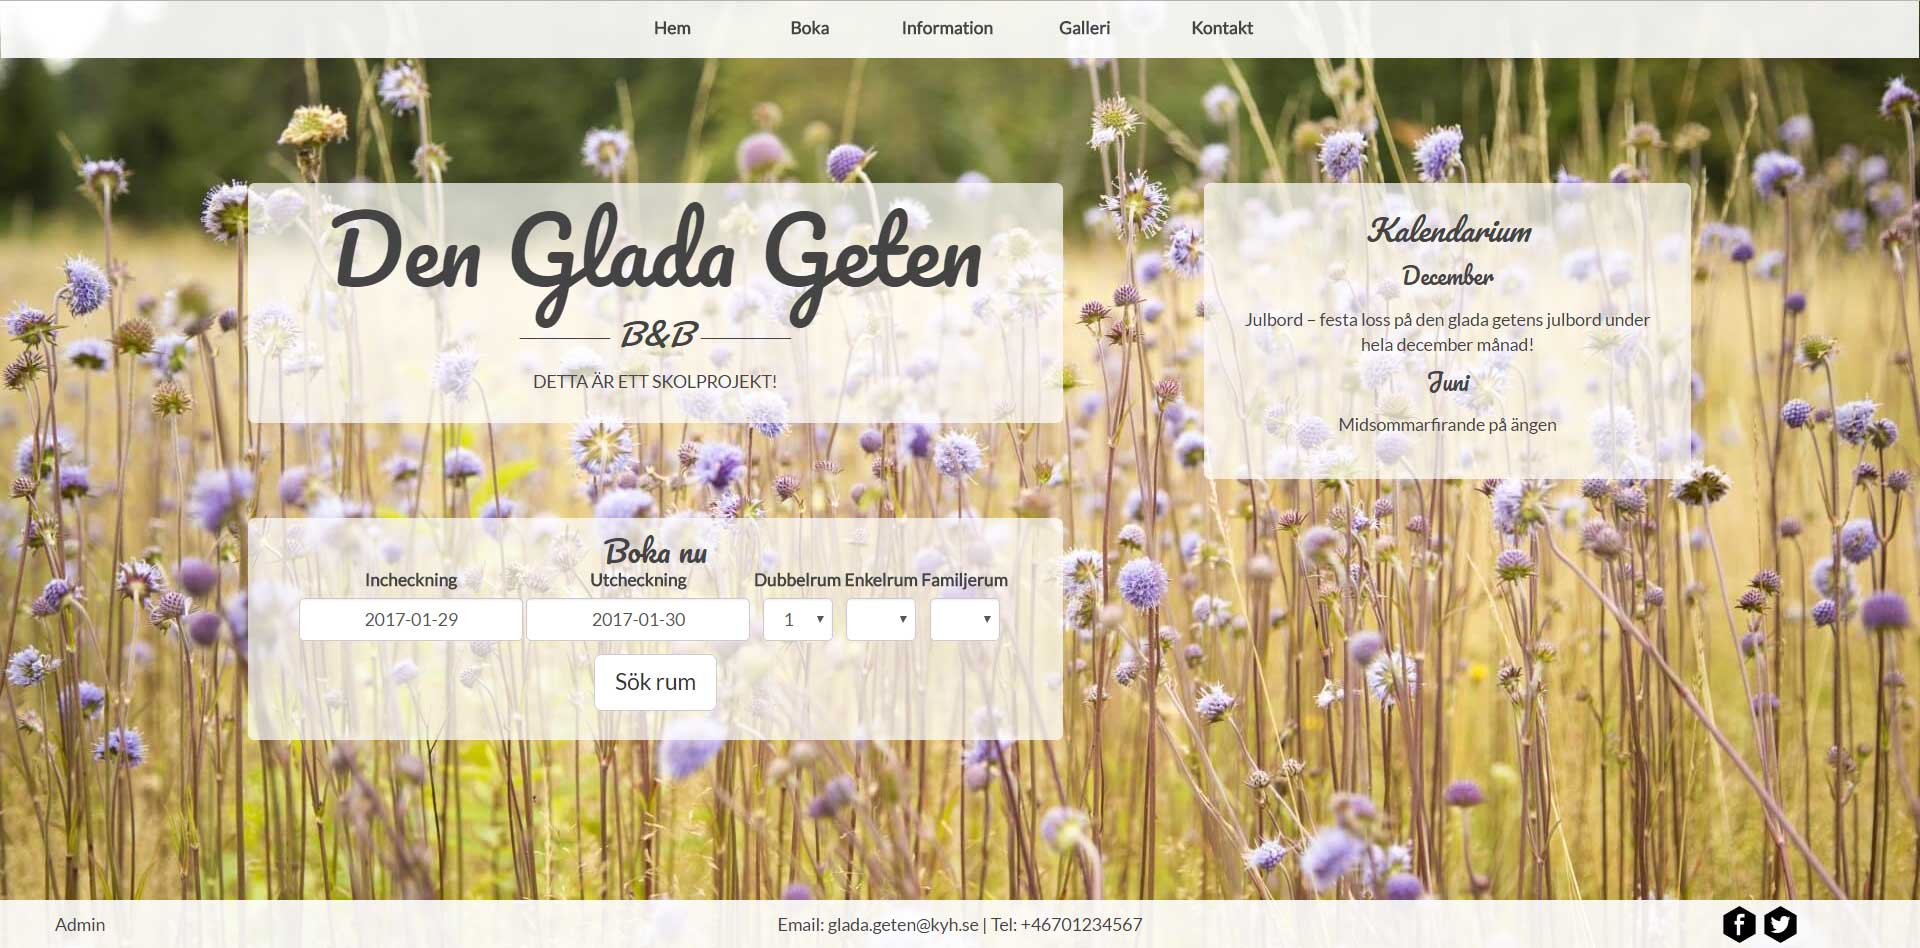 Hem Boka Information Galleri Kontakt
Den Glada Geten
B&B
DETTA ÄR ETT SKOLPROJEKT!
Kalendarium
December
Julbord – festa loss på den glada getens julbord under
hela december månad!
Juni
Midsommarfirande på ängen
Boka nu
Incheckning Utcheckning Dubbelrum Enkelrum Familjerum
2017-01-29 2017-01-30 1
Sök rum
Admin Email: glada.geten@kyh.se | Tel: +46701234567